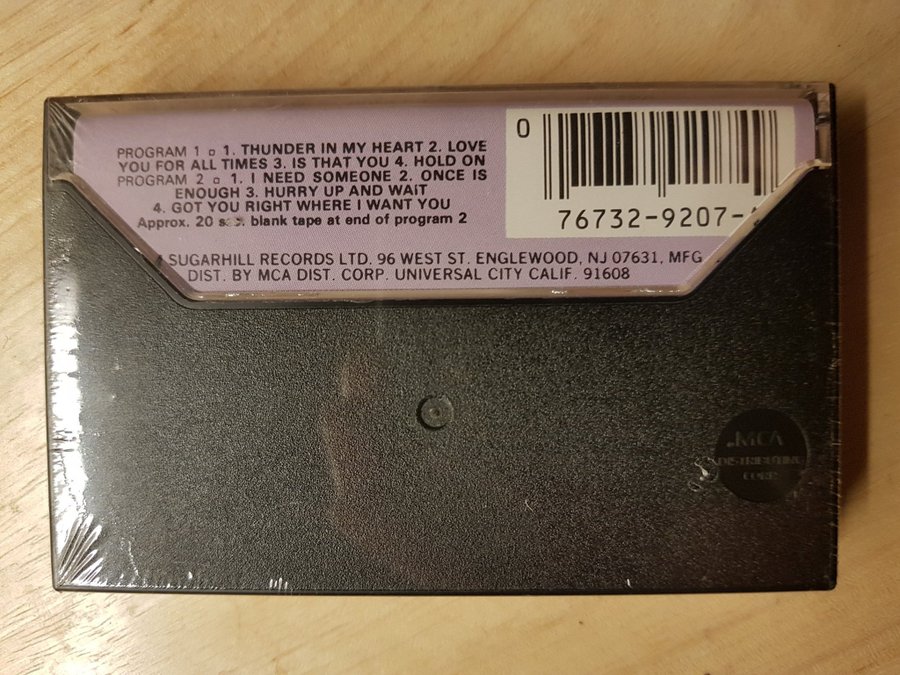 PROGRAM 1 ▫ 1. THUNDER IN MY HEART 2. LOVE
YOU FOR ALL TIMES 3. IS THAT YOU 4. HOLD ON
PROGRAM 2 ▫ 1. I NEED SOMEONE 2. ONCE IS
ENOUGH 3. HURRY UP AND WAIT
4. GOT YOU RIGHT WHERE I WANT YOU
Approx. 20 blank tape at end of program 2
0
76732-9207-
SUGARHILL RECORDS LTD. 96 WEST ST. ENGLEWOOD, NJ 07631, MFG
DIST. BY MCA DIST. CORP. UNIVERSAL CITY CALIF. 91608
MCA
DISTRIBUTING
CORP